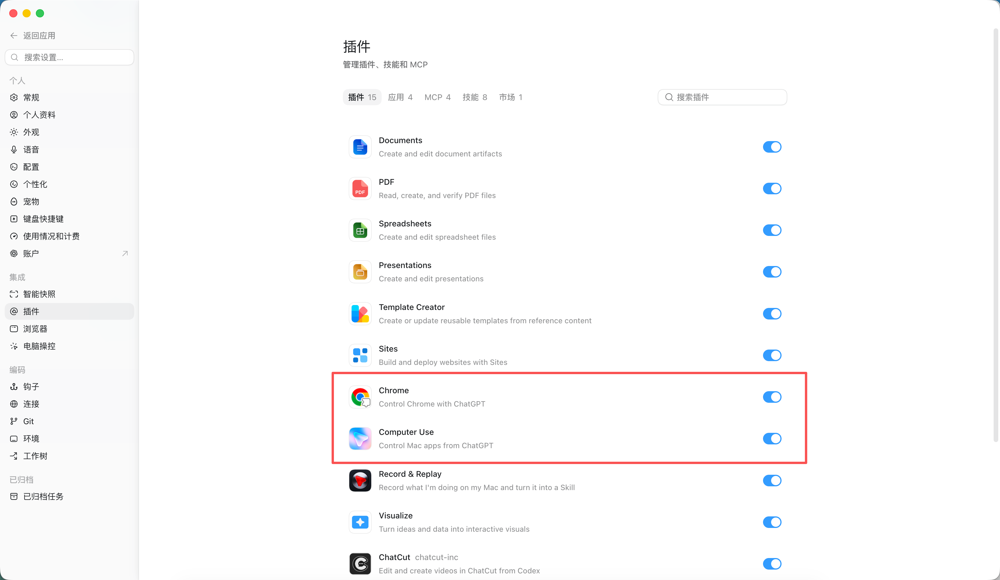 返回应用
搜索设置...
个人
常规
个人资料
外观
语音
配置
个性化
宠物
键盘快捷键
使用情况和计费
账户
集成
智能快照
插件
浏览器
电脑操控
编码
钩子
连接
Git
环境
工作树
已归档
已归档任务
插件
管理插件、技能和 MCP
插件 15 应用 4 MCP 4 技能 8 市场 1
搜索插件
Documents
Create and edit document artifacts
PDF
PDF
Read, create, and verify PDF files
Spreadsheets
Create and edit spreadsheet files
Presentations
Create and edit presentations
Template Creator
Create or update reusable templates from reference content
Sites
Build and deploy websites with Sites
Chrome
Control Chrome with ChatGPT
Computer Use
Control Mac apps from ChatGPT
Record & Replay
Record what I'm doing on my Mac and turn it into a Skill
Visualize
Turn ideas and data into interactive visuals
ChatCut chatcut-inc
Edit and create videos in ChatCut from Codex